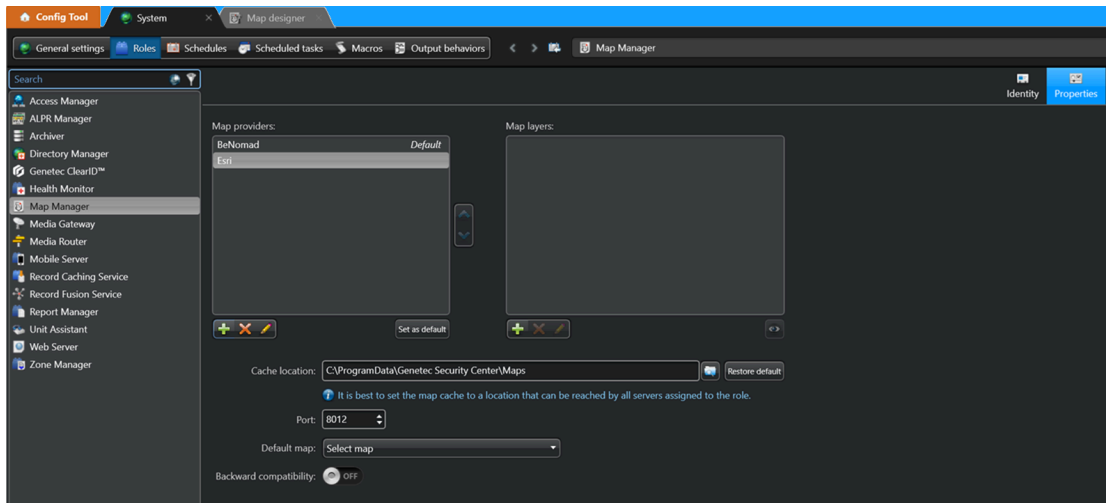 Config Tool System Map designer
General settings Roles Schedules Scheduled tasks Macros Output behaviors Map Manager
Search
Identity Properties
Access Manager
ALPR Manager
Archiver
Directory Manager
Genetec ClearID™
Health Monitor
Map Manager
Media Gateway
Media Router
Mobile Server
Record Caching Service
Record Fusion Service
Report Manager
Unit Assistant
Web Server
Zone Manager
Map providers: Map layers:
BeNomad Default
Esri
Set as default
Cache location: C:\ProgramData\Genetec Security Center\Maps Restore default
It is best to set the map cache to a location that can be reached by all servers assigned to the role.
Port: 8012
Default map: Select map
Backward compatibility: OFF